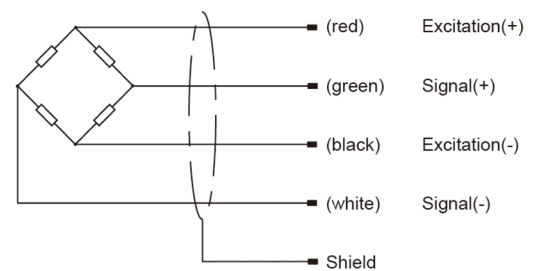 (red) Excitation(+)
(green) Signal(+)
(black) Excitation(-)
(white) Signal(-)
Shield